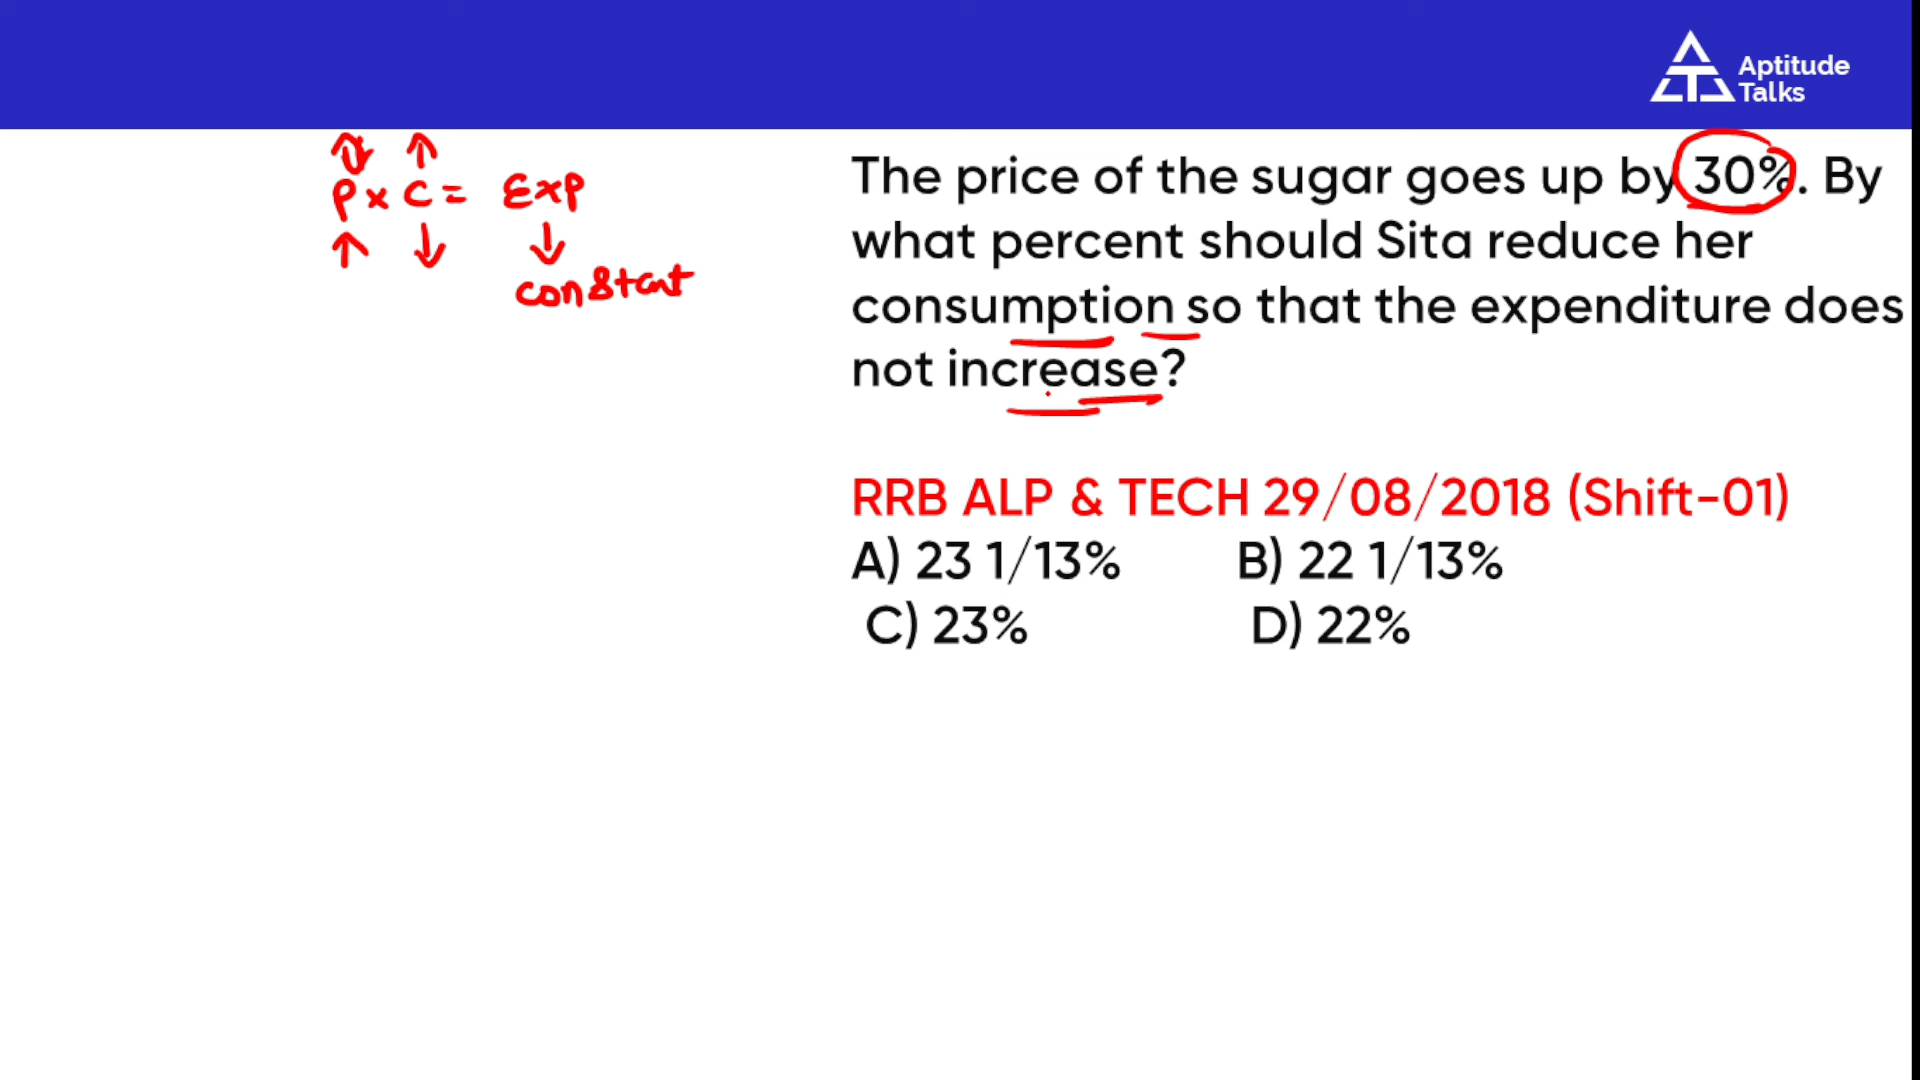 Aptitude
Talks
P x C = Exp
constant
The price of the sugar goes up by 30%. By
what percent should Sita reduce her
consumption so that the expenditure does
not increase?
RRB ALP & TECH 29/08/2018 (Shift-01)
A) 23 1/13% B) 22 1/13%
C) 23% D) 22%